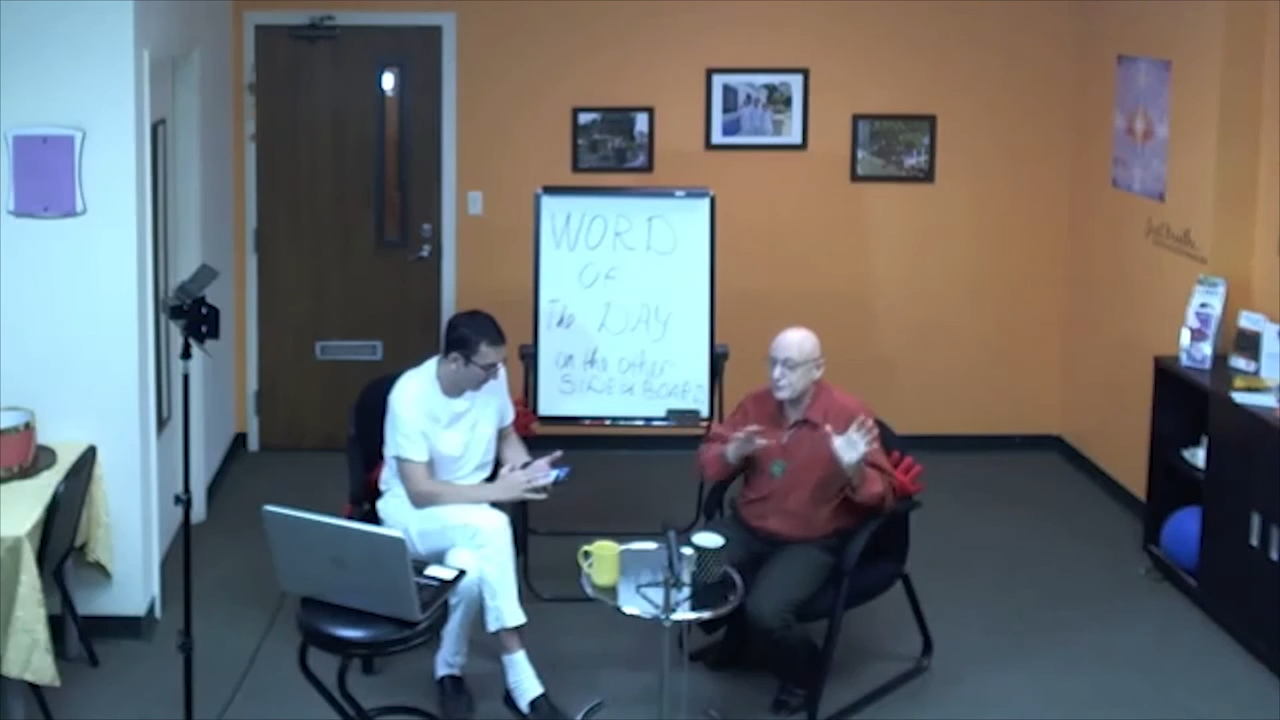 WORD
OF
The DAY
on the other
SIDE OF BOARD